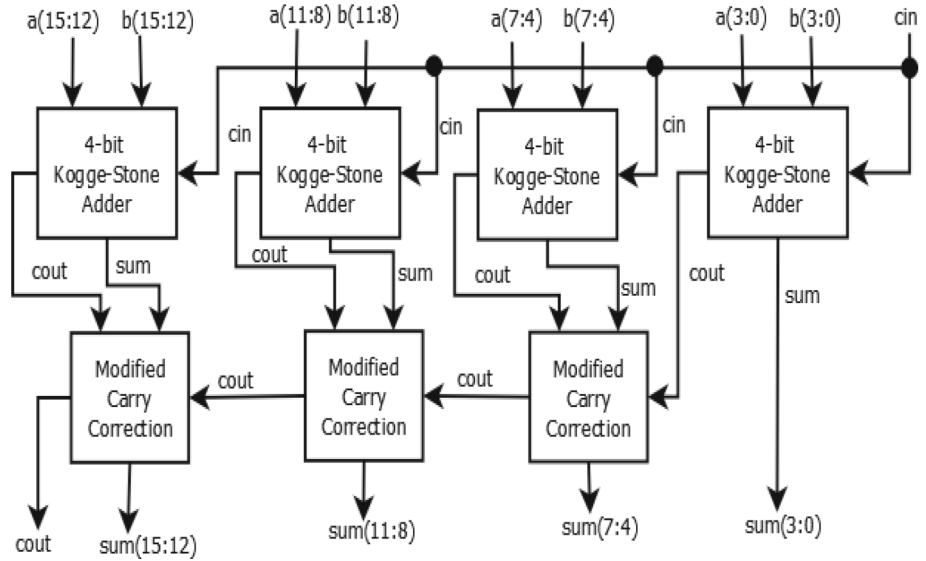 a(15:12) b(15:12) a(11:8) b(11:8) a(7:4) b(7:4) a(3:0) b(3:0) cin
cin cin cin
4-bit
Kogge-Stone
Adder
4-bit
Kogge-Stone
Adder
4-bit
Kogge-Stone
Adder
4-bit
Kogge-Stone
Adder
cout sum cout sum cout sum cout sum
Modified
Carry
Correction
cout
Modified
Carry
Correction
cout
Modified
Carry
Correction
cout sum(15:12) sum(11:8) sum(7:4) sum(3:0)